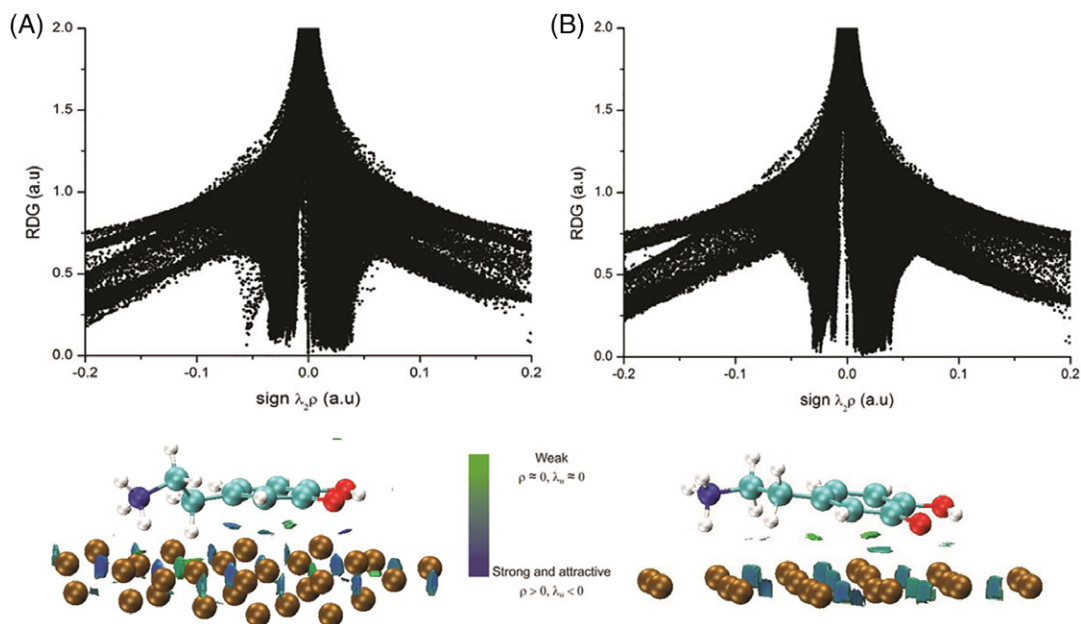 (A)
2.0
1.5
1.0
0.5
0.0
RDG (a.u)
-0.2
-0.1
0.0
0.1
0.2
sign λ₂ρ (a.u)
(B)
2.0
1.5
1.0
0.5
0.0
RDG (a.u)
-0.2
-0.1
0.0
0.1
0.2
sign λ₂ρ (a.u)
Weak
ρ ≈ 0, λ_H ≈ 0
Strong and attractive
ρ > 0, λ_H < 0